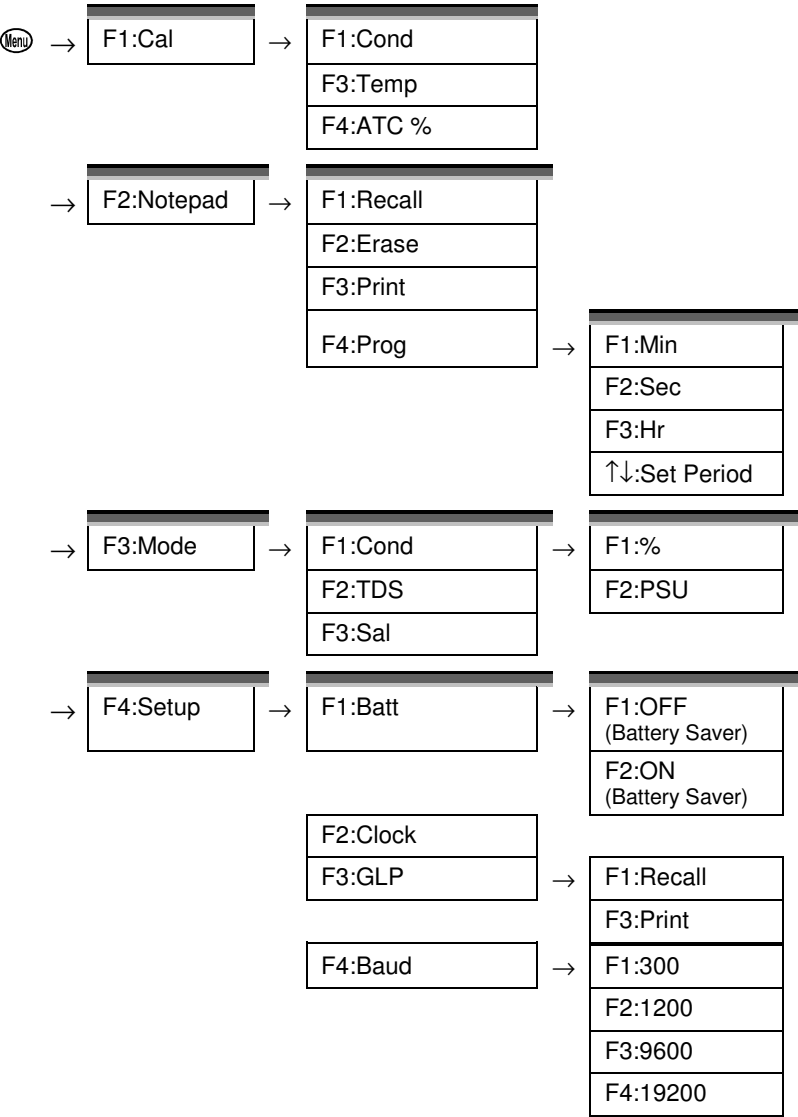 Menu → F1:Cal → F1:Cond
F3:Temp
F4:ATC %
→ F2:Notepad → F1:Recall
F2:Erase
F3:Print
F4:Prog → F1:Min
F2:Sec
F3:Hr
↑↓:Set Period
→ F3:Mode → F1:Cond → F1:%
F2:TDS F2:PSU
F3:Sal
→ F4:Setup → F1:Batt → F1:OFF
(Battery Saver)
F2:ON
(Battery Saver)
F2:Clock
F3:GLP → F1:Recall
F3:Print
F4:Baud → F1:300
F2:1200
F3:9600
F4:19200